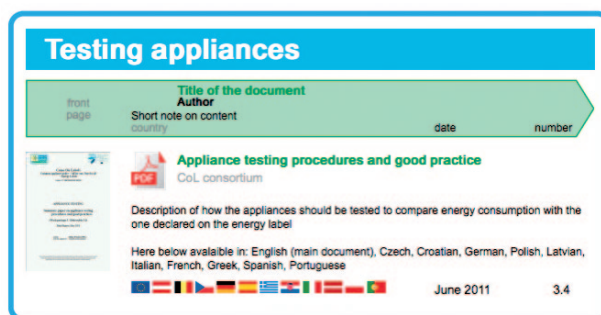 Testing appliances
Title of the document
front
Author
page
Short note on content
country date number
Appliance testing procedures and good practice
PDF
CoL consortium
Description of how the appliances should be tested to compare energy consumption with the
one declared on the energy label
Here below avalaible in: English (main document), Czech, Croatian, German, Polish, Latvian,
Italian, French, Greek, Spanish, Portuguese
June 2011 3.4